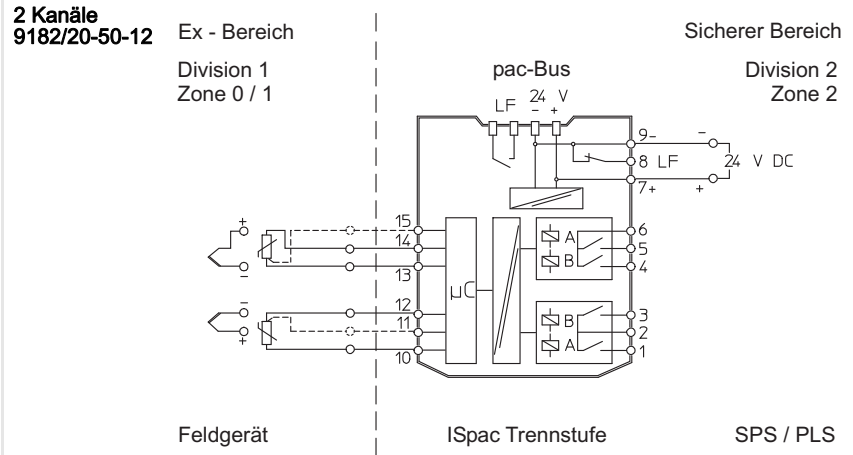 2 Kanäle
9182/20-50-12
Ex - Bereich
Sicherer Bereich
Division 1
Zone 0 / 1
pac-Bus
Division 2
Zone 2
LF 24 V
- +
9- -
8 LF 24 V DC
7+ +
+ 15 6
14 A 5
- 13 B 4
µC
- 12 B 3
11 2
+ 10 A 1
Feldgerät
ISpac Trennstufe
SPS / PLS